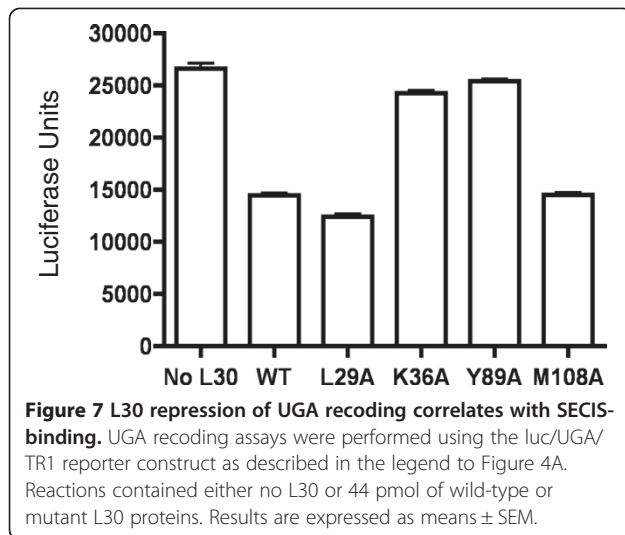 30000
25000
20000
15000
10000
5000
0
Luciferase Units
No L30 WT L29A K36A Y89A M108A
Figure 7 L30 repression of UGA recoding correlates with SECIS-
binding. UGA recoding assays were performed using the luc/UGA/
TR1 reporter construct as described in the legend to Figure 4A.
Reactions contained either no L30 or 44 pmol of wild-type or
mutant L30 proteins. Results are expressed as means ± SEM.